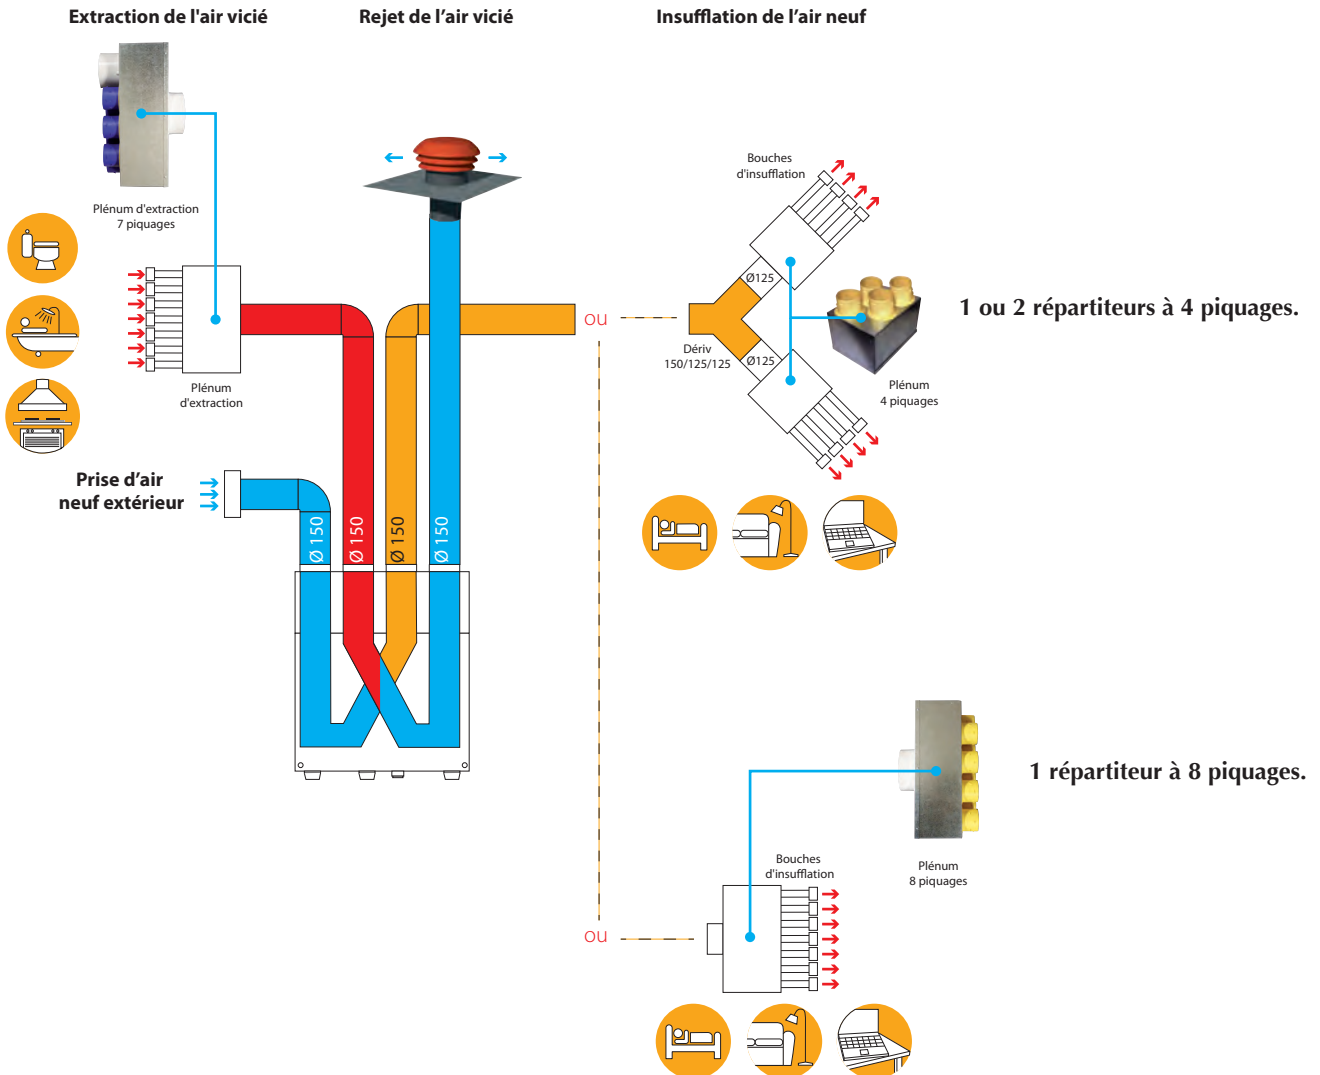 Extraction de l'air vicié
Rejet de l’air vicié
Insufflation de l’air neuf
Plénum d'extraction
7 piquages
Bouches
d'insufflation
Ø125
1 ou 2 répartiteurs à 4 piquages.
ou
Dériv
150/125/125
Ø125
Plénum
4 piquages
Plénum
d'extraction
Prise d’air
neuf extérieur
Ø 150
Ø 150
Ø 150
Ø 150
1 répartiteur à 8 piquages.
Bouches
d'insufflation
Plénum
8 piquages
ou